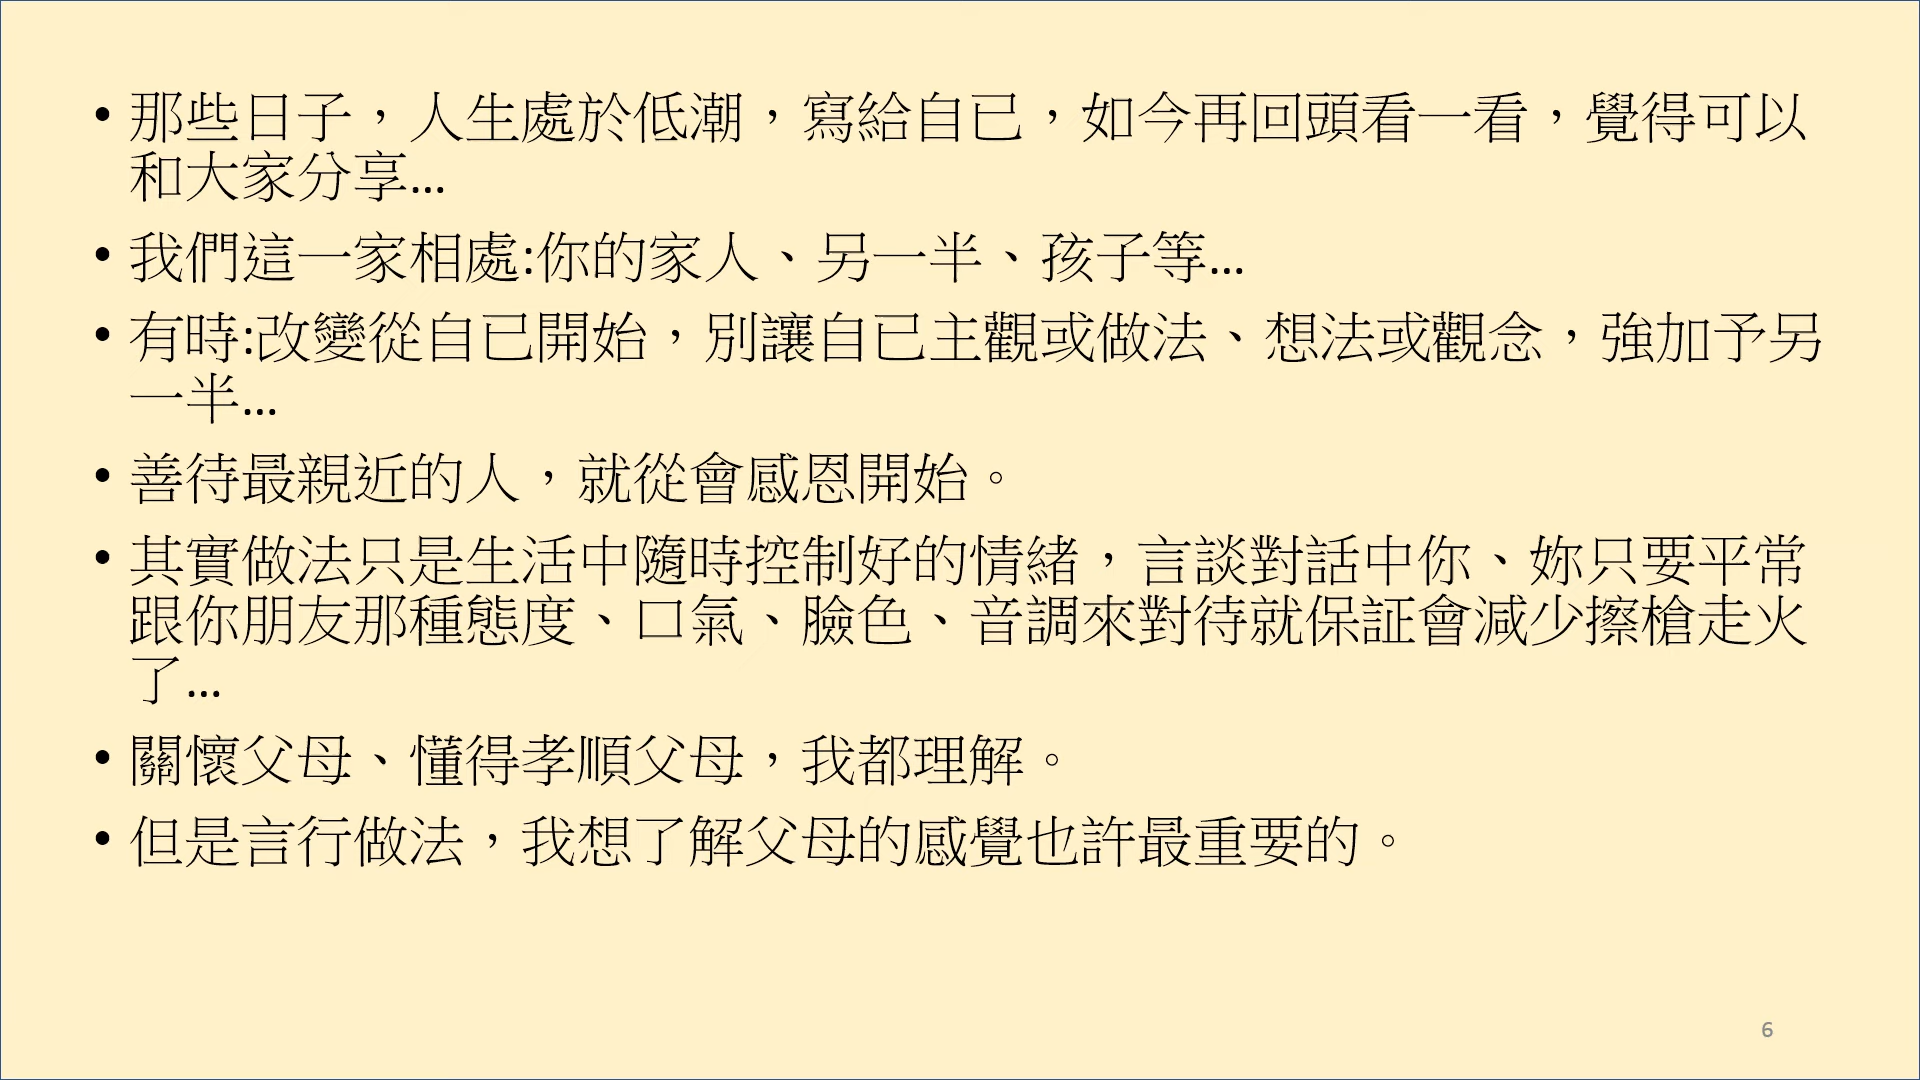 • 那些日子，人生處於低潮，寫給自已，如今再回頭看一看，覺得可以
和大家分享...
• 我們這一家相處:你的家人、另一半、孩子等...
• 有時:改變從自已開始，別讓自已主觀或做法、想法或觀念，強加予另
一半...
• 善待最親近的人，就從會感恩開始。
• 其實做法只是生活中隨時控制好的情緒，言談對話中你、妳只要平常
跟你朋友那種態度、口氣、臉色、音調來對待就保証會減少擦槍走火
了...
• 關懷父母、懂得孝順父母，我都理解。
• 但是言行做法，我想了解父母的感覺也許最重要的。
6